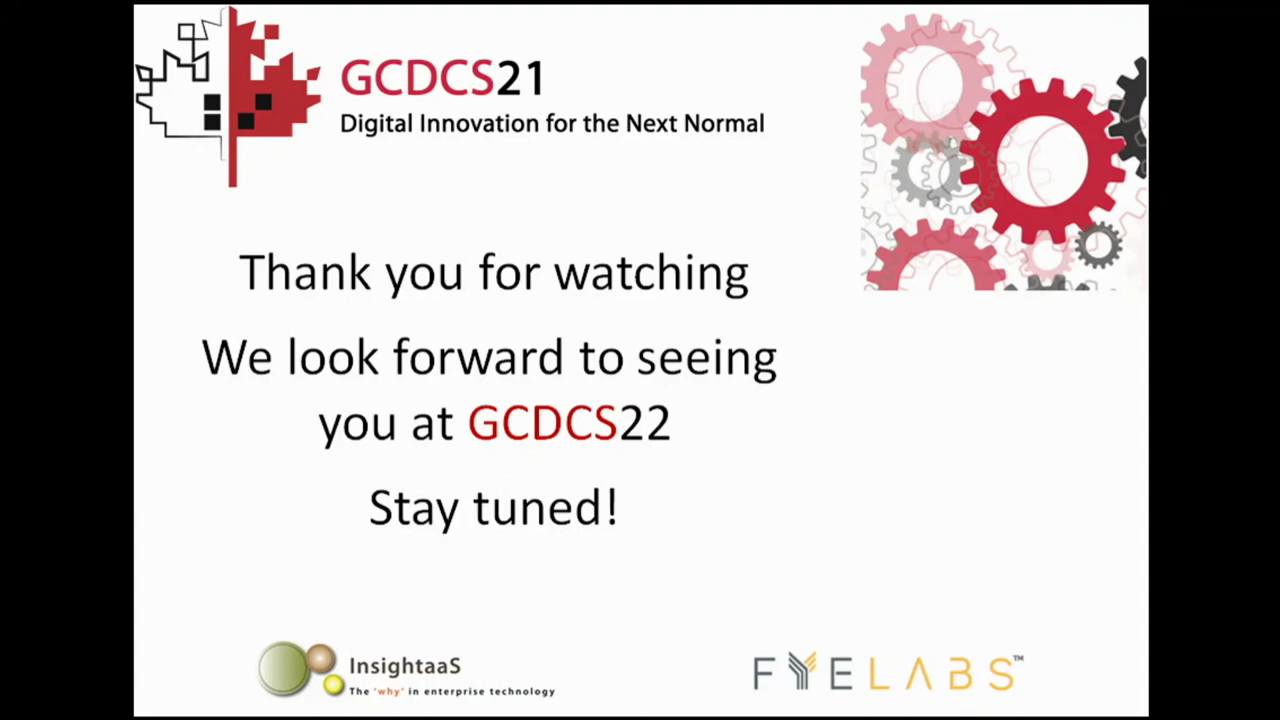 GCDCS21
Digital Innovation for the Next Normal
Thank you for watching
We look forward to seeing
you at GCDCS22
Stay tuned!
InsightaaS
The 'why' in enterprise technology
FYELABS™